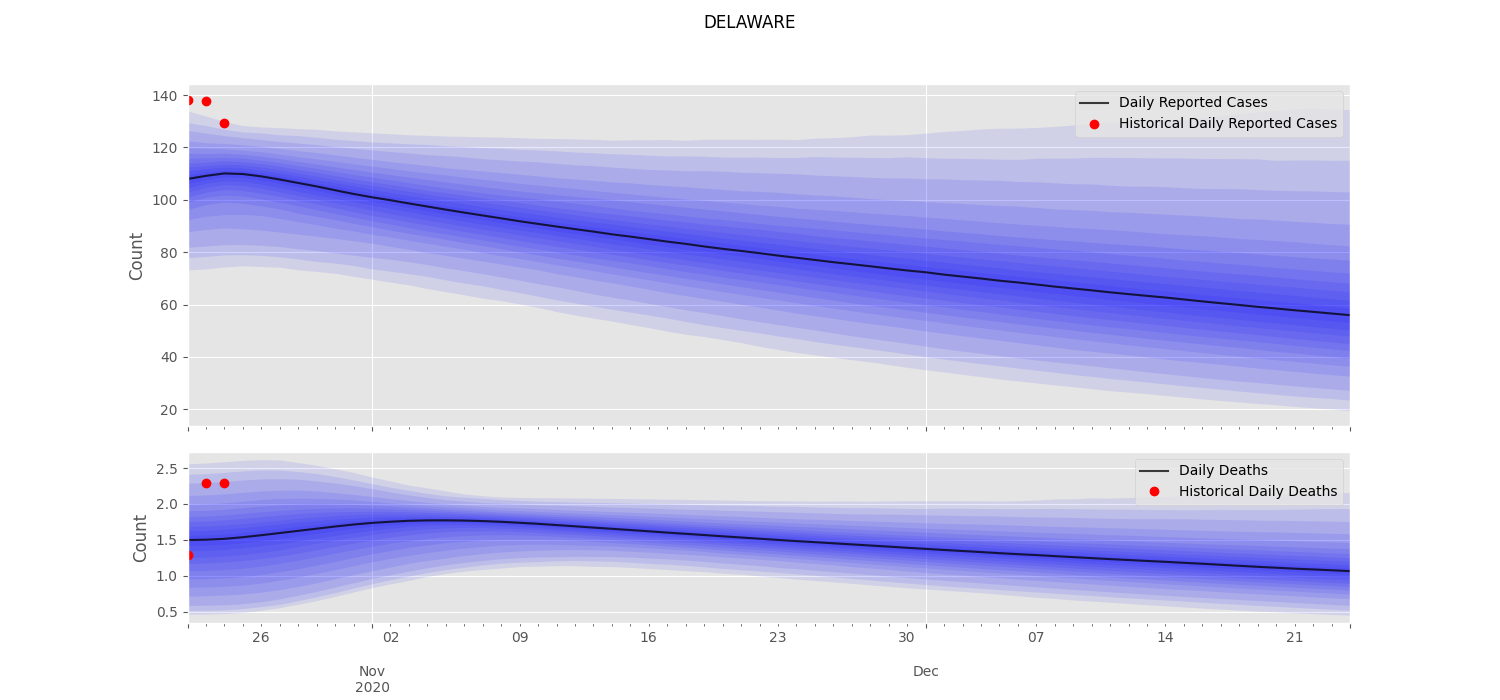 DELAWARE
140
120
100
80
60
40
20
Count
Daily Reported Cases
Historical Daily Reported Cases
2.5
2.0
1.5
1.0
0.5
Count
Daily Deaths
Historical Daily Deaths
26 02 09 16 23 30 07 14 21
Nov Dec
2020